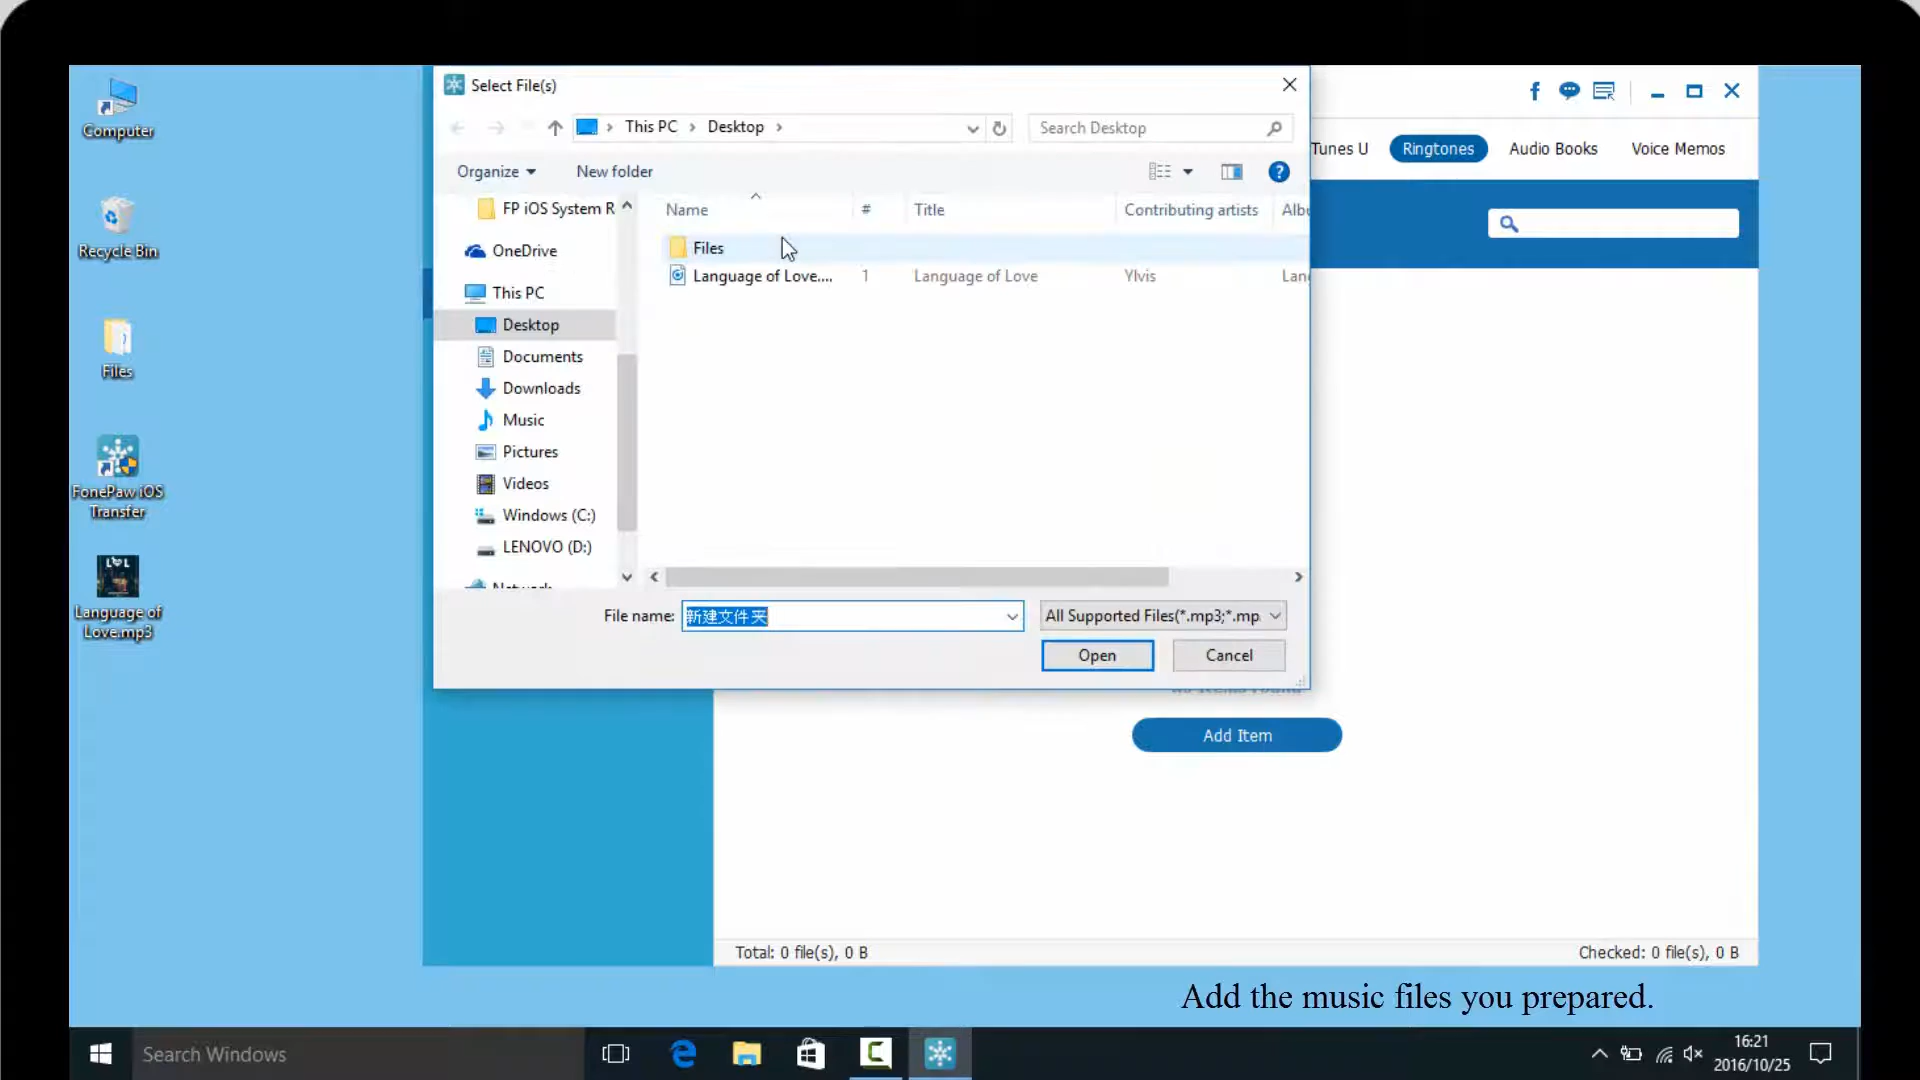 Computer
Recycle Bin
Files
FonePaw iOS
Transfer
Language of
Love.mp3
Select File(s)
This PC
Desktop
Search Desktop
Organize
New folder
FP iOS System R
OneDrive
This PC
Desktop
Documents
Downloads
Music
Pictures
Videos
Windows (C:)
LENOVO (D:)
Name
#
Title
Contributing artists
Albu
Files
Language of Love....
1
Language of Love
Ylvis
Lan
File name:
新建文件夹
All Supported Files(*.mp3;*.mp
Open
Cancel
Tunes U
Ringtones
Audio Books
Voice Memos
Add Item
Total: 0 file(s), 0 B
Checked: 0 file(s), 0 B
Add the music files you prepared.
Search Windows
16:21
2016/10/25